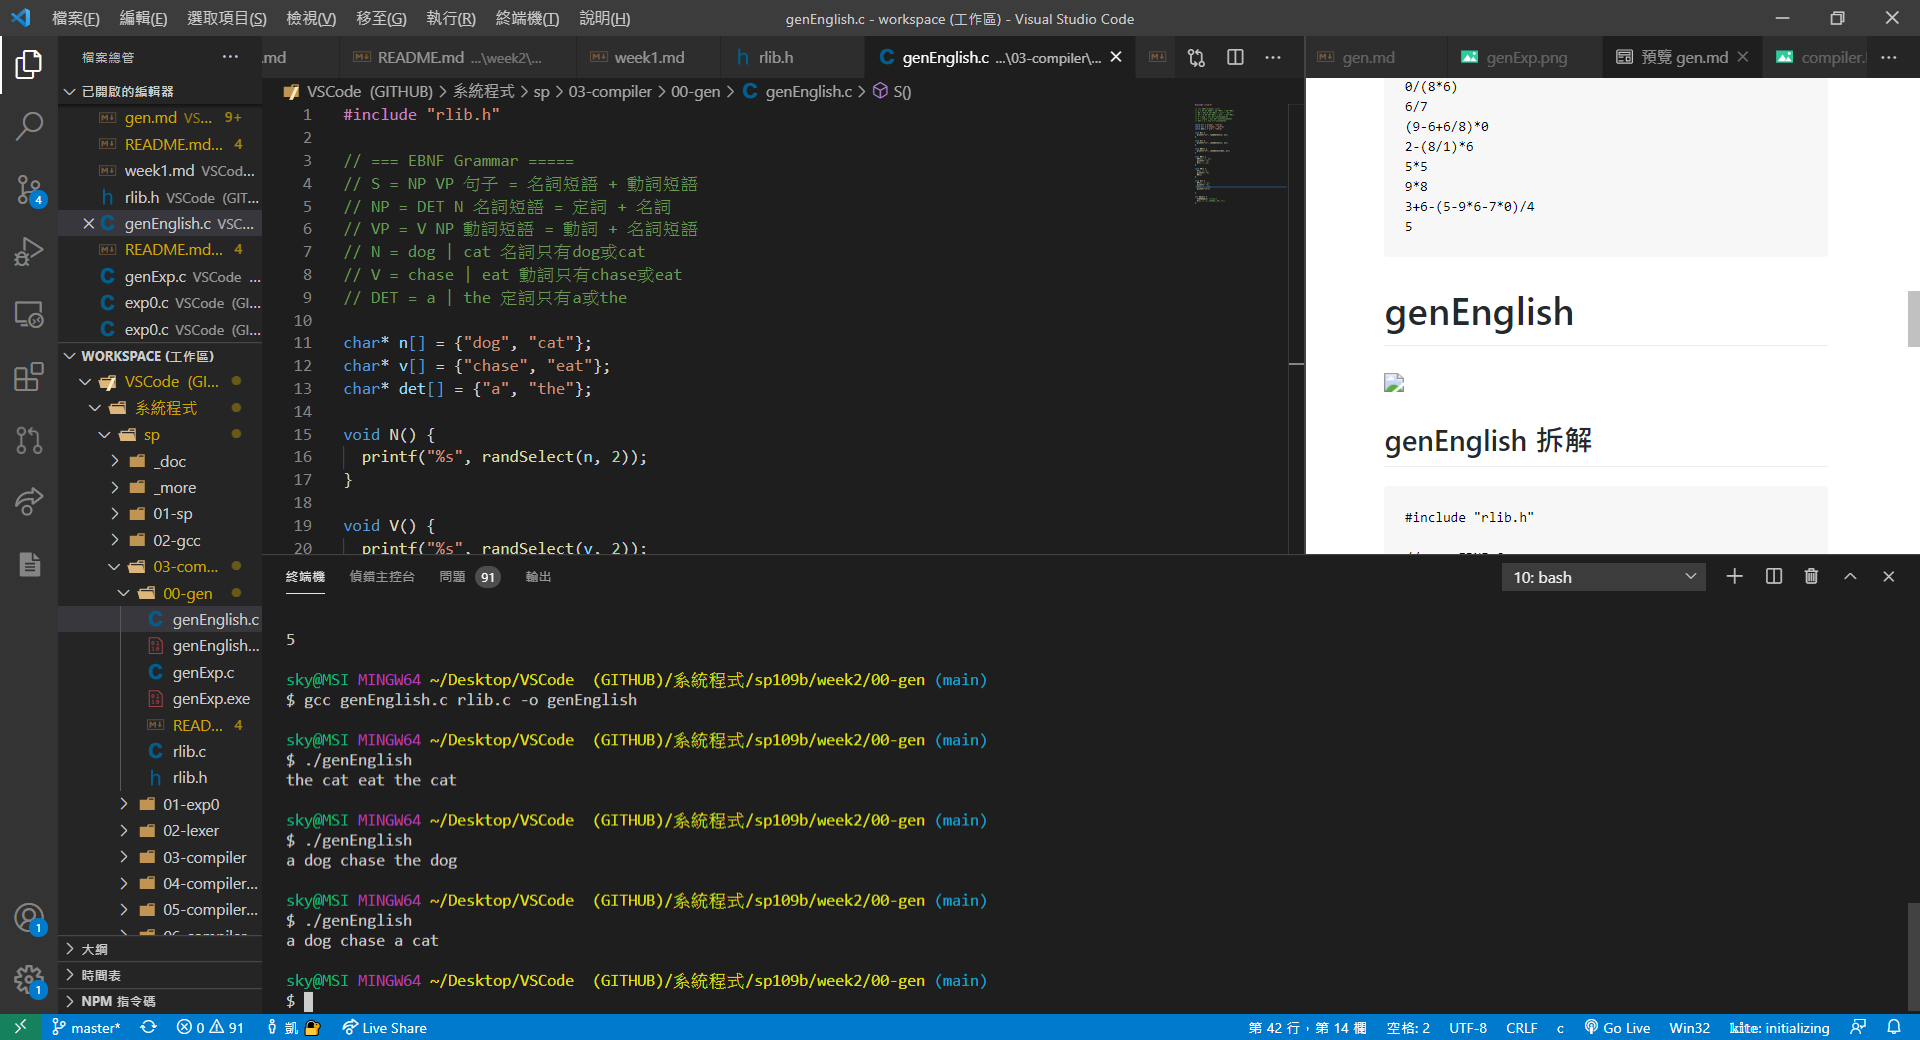 檔案(F) 編輯(E) 選取項目(S) 檢視(V) 移至(G) 執行(R) 終端機(T) 說明(H)
genEnglish.c - workspace (工作區) - Visual Studio Code
檔案總管 ···
已開啟的編輯器
gen.md VS... 9+
README.md... 4
week1.md VSCod...
rlib.h VSCode (GIT...
genEnglish.c VSC...
README.md... 4
genExp.c VSCode ...
exp0.c VSCode (GI...
exp0.c VSCode (GI...
WORKSPACE (工作區)
VSCode (GI...
系統程式
sp
_doc
_more
01-sp
02-gcc
03-com...
00-gen
genEnglish.c
genEnglish...
genExp.c
genExp.exe
READ... 4
rlib.c
rlib.h
01-exp0
02-lexer
03-compiler
04-compiler...
05-compiler...
06-compiler
大綱
時間表
NPM 指令碼
4
1
1
.md
README.md ...\week2\...
week1.md
rlib.h
genEnglish.c ...\03-compiler\...
VSCode (GITHUB) > 系統程式 > sp > 03-compiler > 00-gen > genEnglish.c > S()
1 #include "rlib.h"
2
3 // === EBNF Grammar =====
4 // S = NP VP 句子 = 名詞短語 + 動詞短語
5 // NP = DET N 名詞短語 = 定詞 + 名詞
6 // VP = V NP 動詞短語 = 動詞 + 名詞短語
7 // N = dog | cat 名詞只有dog或cat
8 // V = chase | eat 動詞只有chase或eat
9 // DET = a | the 定詞只有a或the
10
11 char* n[] = {"dog", "cat"};
12 char* v[] = {"chase", "eat"};
13 char* det[] = {"a", "the"};
14
15 void N() {
16 printf("%s", randSelect(n, 2));
17 }
18
19 void V() {
20 printf("%s", randSelect(v, 2));
gen.md
genExp.png
預覽 gen.md
compiler.
0/(8*6)
6/7
(9-6+6/8)*0
2-(8/1)*6
5*5
9*8
3+6-(5-9*6-7*0)/4
5
genEnglish
genEnglish 拆解
#include "rlib.h"
終端機 偵錯主控台 問題 91 輸出
10: bash
5
sky@MSI MINGW64 ~/Desktop/VSCode (GITHUB)/系統程式/sp109b/week2/00-gen (main)
$ gcc genEnglish.c rlib.c -o genEnglish
sky@MSI MINGW64 ~/Desktop/VSCode (GITHUB)/系統程式/sp109b/week2/00-gen (main)
$ ./genEnglish
the cat eat the cat
sky@MSI MINGW64 ~/Desktop/VSCode (GITHUB)/系統程式/sp109b/week2/00-gen (main)
$ ./genEnglish
a dog chase the dog
sky@MSI MINGW64 ~/Desktop/VSCode (GITHUB)/系統程式/sp109b/week2/00-gen (main)
$ ./genEnglish
a dog chase a cat
sky@MSI MINGW64 ~/Desktop/VSCode (GITHUB)/系統程式/sp109b/week2/00-gen (main)
$
master* 0 91 凱 Live Share
第 42 行，第 14 欄 空格: 2 UTF-8 CRLF c Go Live Win32 kite: initializing